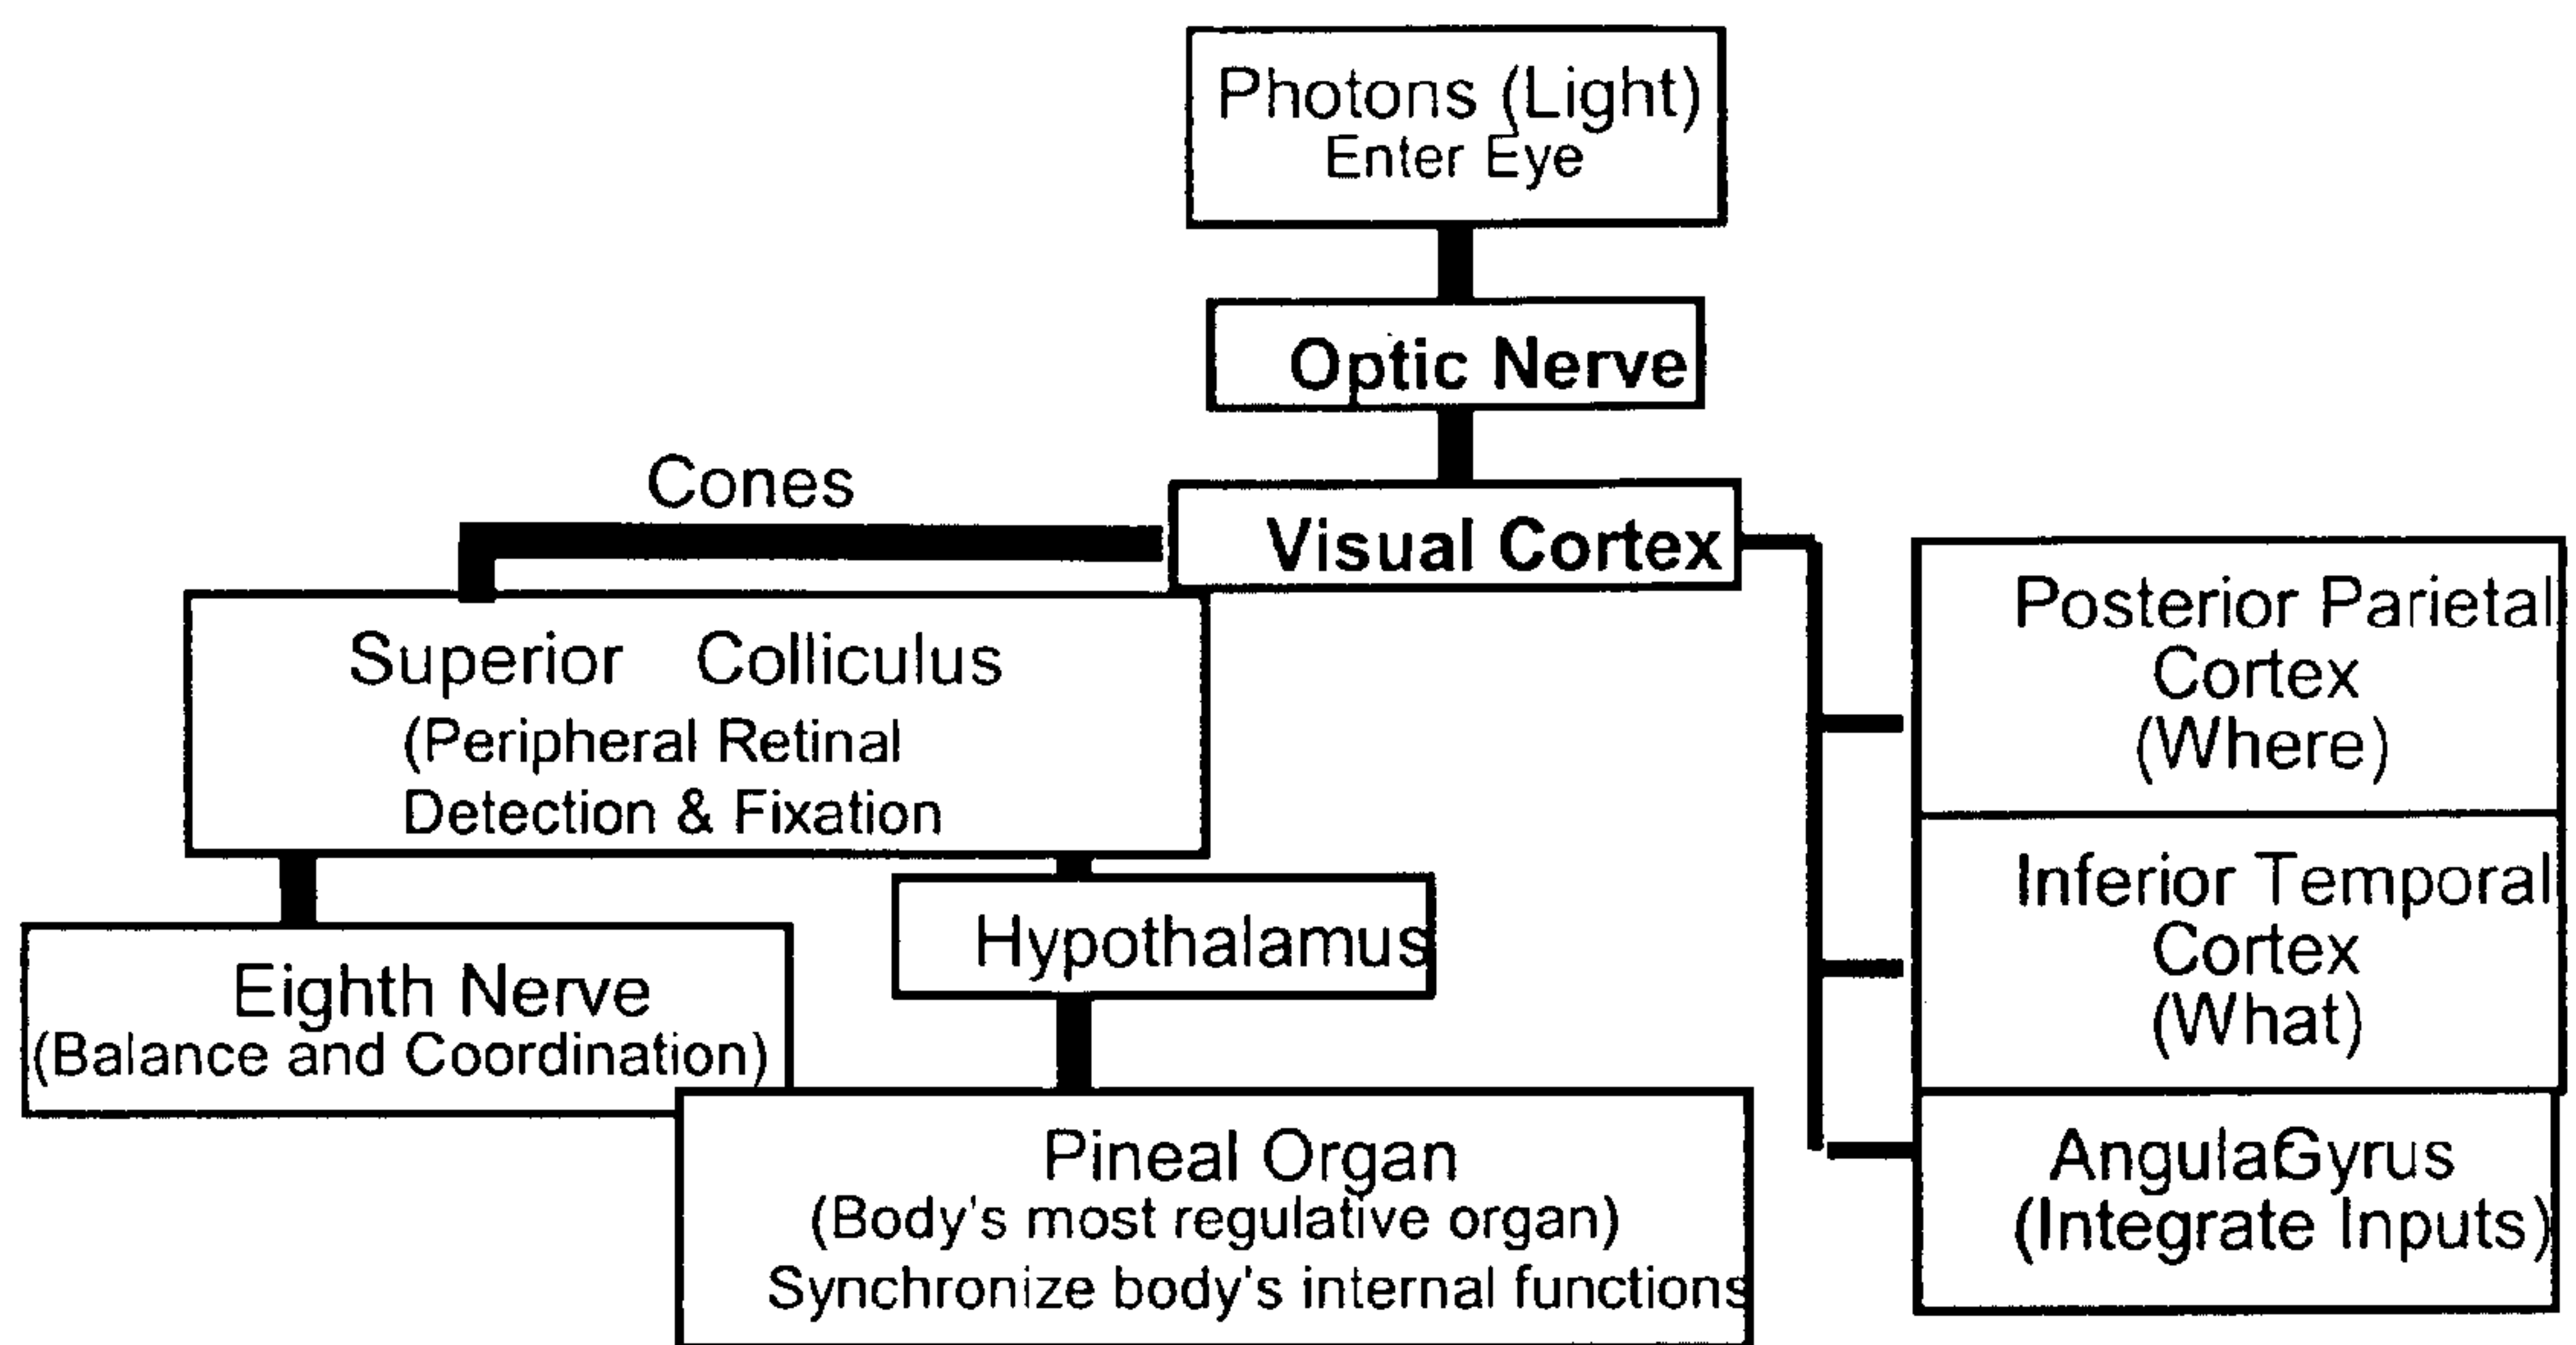 Photons (Light)
Enter Eye
Optic Nerve
Cones
Visual Cortex
Superior Colliculus
(Peripheral Retinal
Detection & Fixation
Eighth Nerve
(Balance and Coordination)
Hypothalamus
Pineal Organ
(Body's most regulative organ)
Synchronize body's internal functions
Posterior Parietal
Cortex
(Where)
Inferior Temporal
Cortex
(What)
AngulaGyrus
(Integrate Inputs)